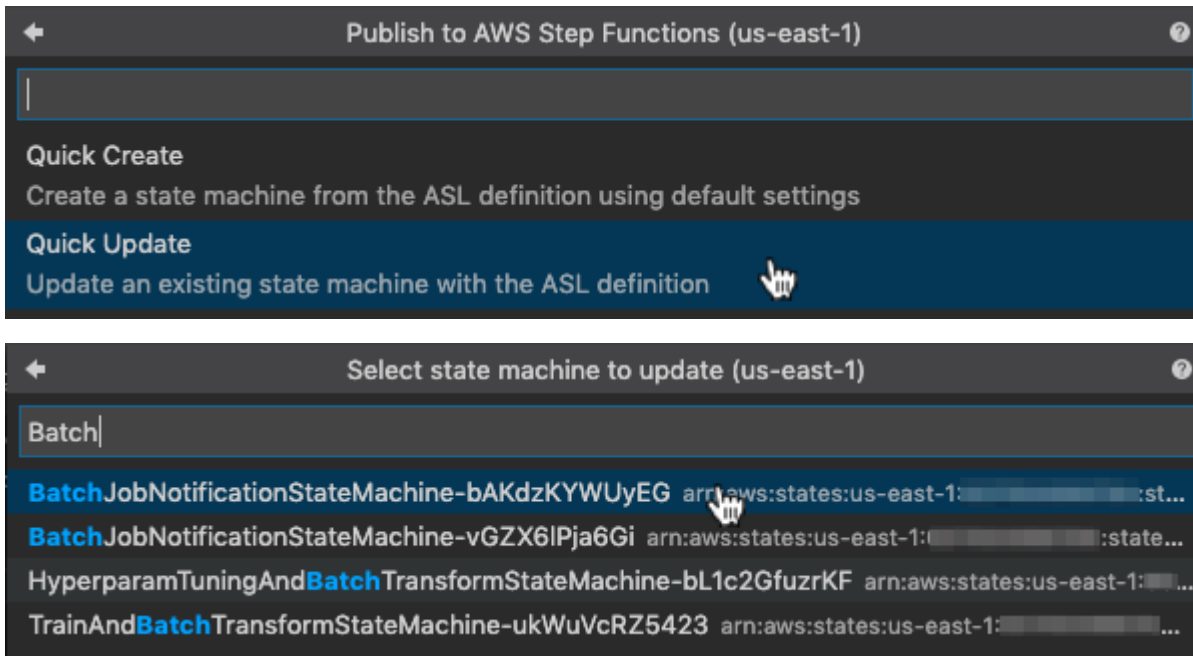 Publish to AWS Step Functions (us-east-1)
Quick Create
Create a state machine from the ASL definition using default settings
Quick Update
Update an existing state machine with the ASL definition
Select state machine to update (us-east-1)
Batch
BatchJobNotificationStateMachine-bAKdzKYWUyEG arn:aws:states:us-east-1: :st...
BatchJobNotificationStateMachine-vGZX6lPja6Gi arn:aws:states:us-east-1: :state...
HyperparamTuningAndBatchTransformStateMachine-bL1c2GfuzrKF arn:aws:states:us-east-1: ...
TrainAndBatchTransformStateMachine-ukWuVcRZ5423 arn:aws:states:us-east-1: ...